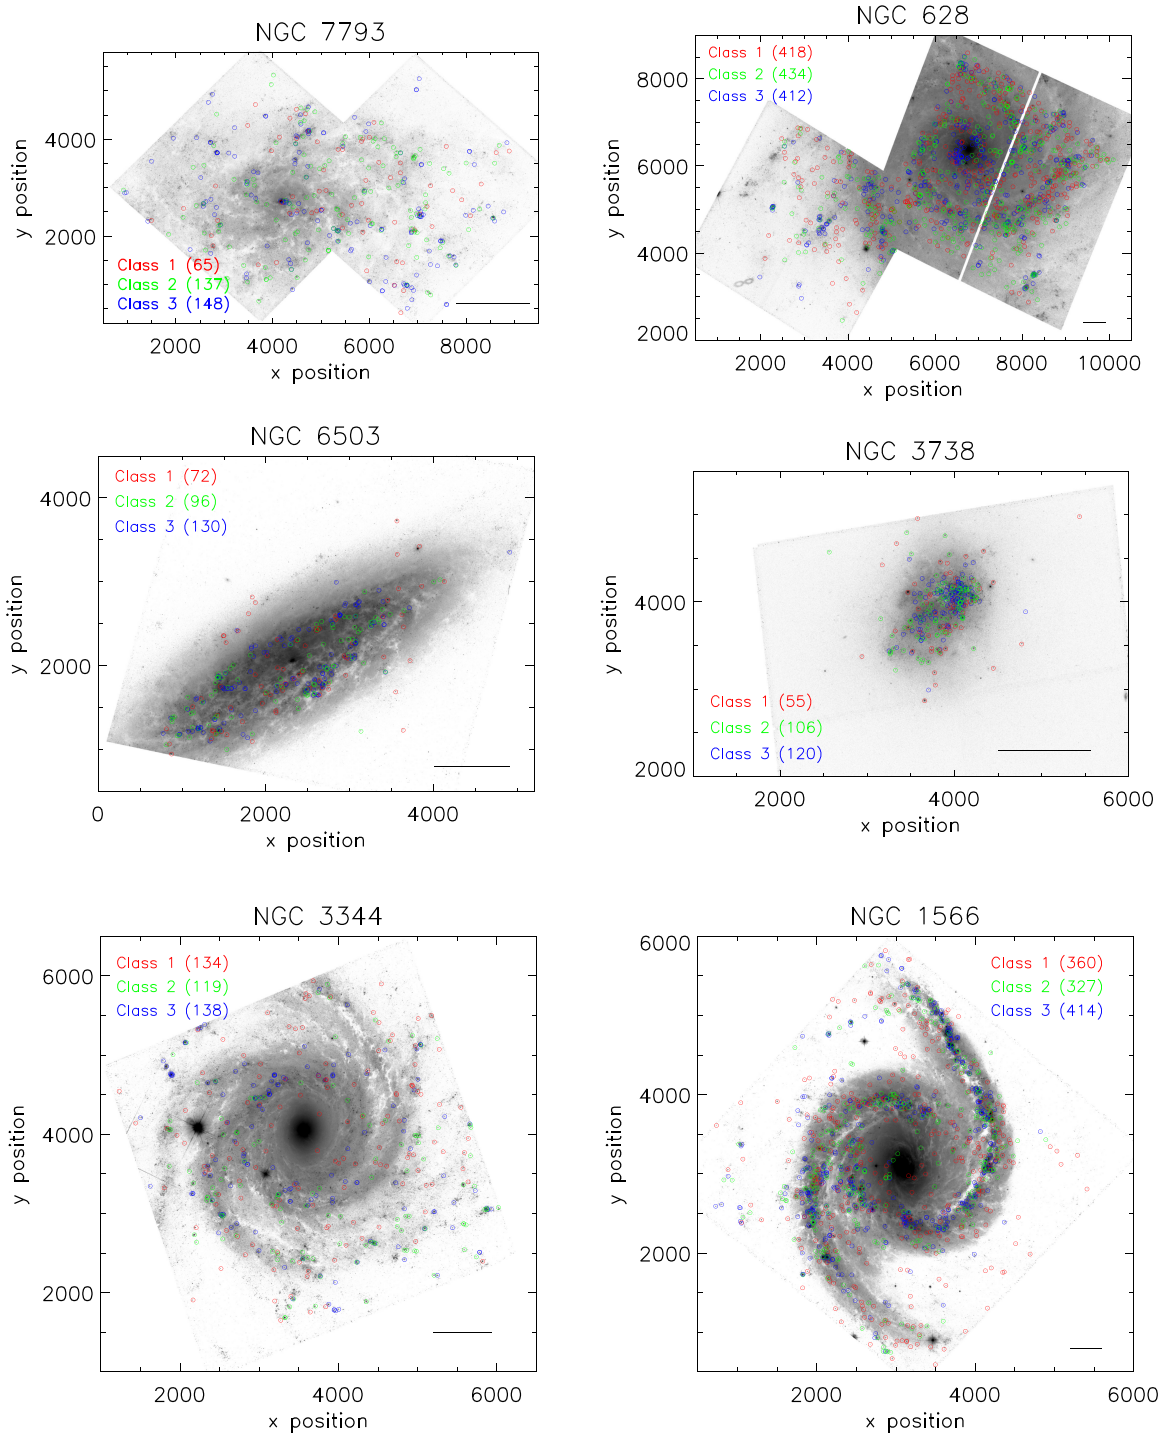 NGC 7793
y position
4000
2000
Class 1 (65)
Class 2 (137)
Class 3 (148)
2000 4000 6000 8000
x position
NGC 628
y position
8000
6000
4000
2000
Class 1 (418)
Class 2 (434)
Class 3 (412)
2000 4000 6000 8000 10000
x position
NGC 6503
y position
4000
2000
Class 1 (72)
Class 2 (96)
Class 3 (130)
0 2000 4000
x position
NGC 3738
y position
4000
2000
Class 1 (55)
Class 2 (106)
Class 3 (120)
2000 4000 6000
x position
NGC 3344
y position
6000
4000
2000
Class 1 (134)
Class 2 (119)
Class 3 (138)
2000 4000 6000
x position
NGC 1566
y position
6000
4000
2000
Class 1 (360)
Class 2 (327)
Class 3 (414)
2000 4000 6000
x position